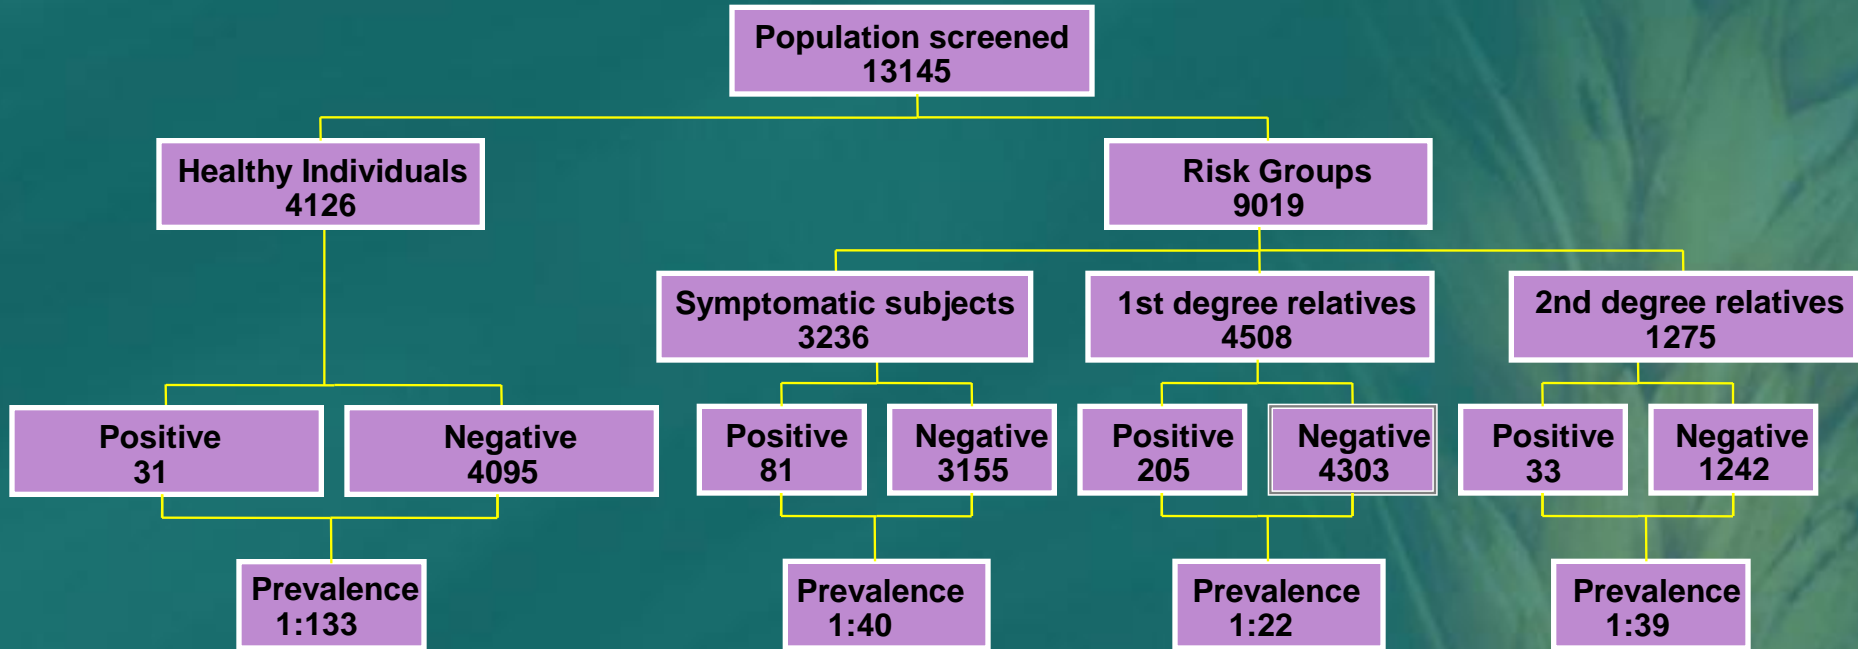 Population screened
13145
Healthy Individuals
4126
Risk Groups
9019
Symptomatic subjects
3236
1st degree relatives
4508
2nd degree relatives
1275
Positive
31
Negative
4095
Positive
81
Negative
3155
Positive
205
Negative
4303
Positive
33
Negative
1242
Prevalence
1:133
Prevalence
1:40
Prevalence
1:22
Prevalence
1:39